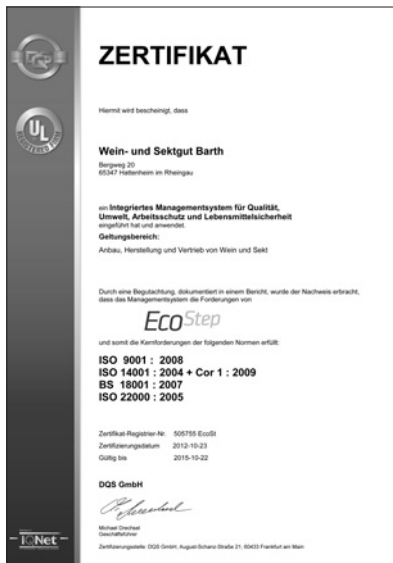 DQS
UL
REGISTERED FIRM
ZERTIFIKAT
Hiermit wird bescheinigt, dass
Wein- und Sektgut Barth
Bergweg 20
65347 Hattenheim im Rheingau
ein Integriertes Managementsystem für Qualität,
Umwelt, Arbeitsschutz und Lebensmittelsicherheit
eingeführt hat und anwendet.
Geltungsbereich:
Anbau, Herstellung und Vertrieb von Wein und Sekt
Durch eine Begutachtung, dokumentiert in einem Bericht, wurde der Nachweis erbracht,
dass das Managementsystem die Forderungen von
EcoStep
und somit die Kernforderungen der folgenden Normen erfüllt:
ISO 9001 : 2008
ISO 14001 : 2004 + Cor 1 : 2009
BS 18001 : 2007
ISO 22000 : 2005
Zertifikat-Registrier-Nr. 505755 EcoSt
Zertifizierungsdatum 2012-10-23
Gültig bis 2015-10-22
DQS GmbH
Michael Drechsel
Geschäftsführer
IQNet
Zertifizierungsstelle: DQS GmbH, August-Schanz-Straße 21, 60433 Frankfurt am Main